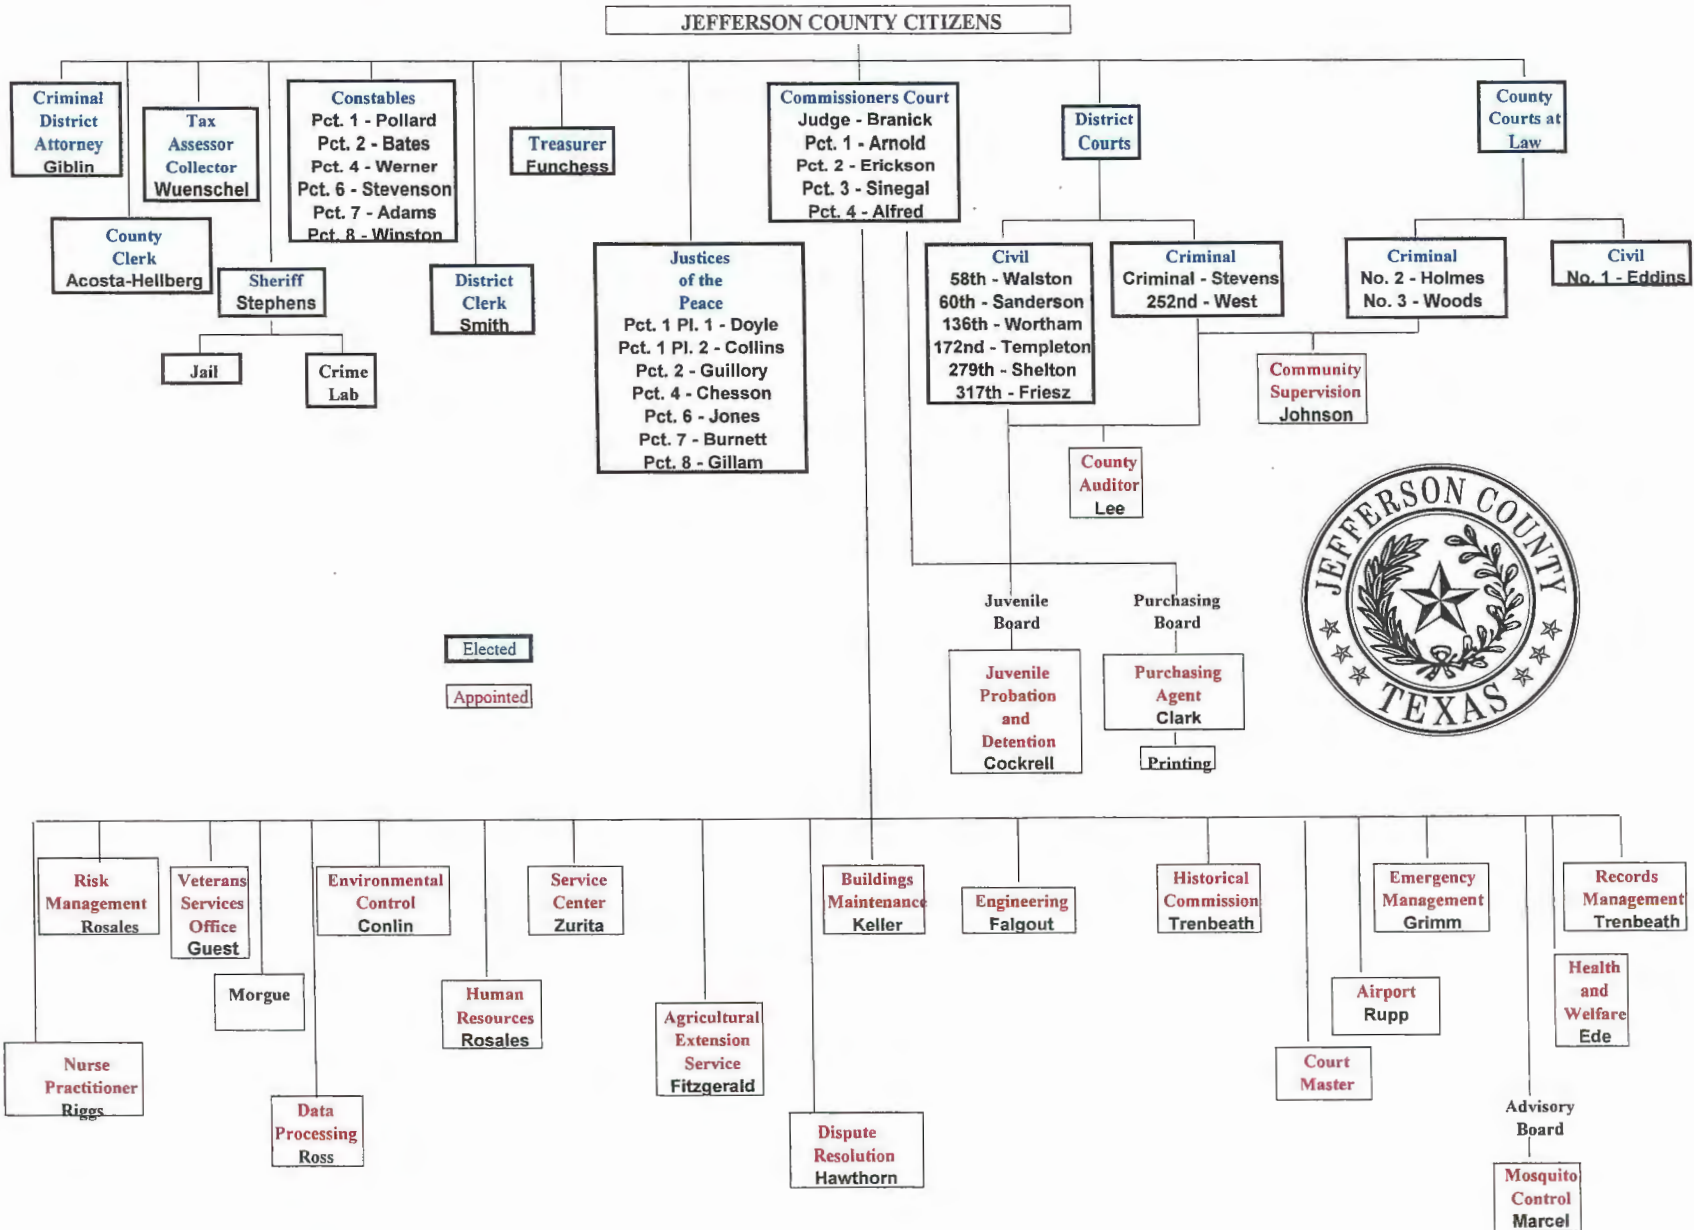 JEFFERSON COUNTY CITIZENS
Criminal
District
Attorney
Giblin
County
Clerk
Acosta-Hellberg
Tax
Assessor
Collector
Wuenschel
Sheriff
Stephens
Jail
Crime
Lab
Constables
Pct. 1 - Pollard
Pct. 2 - Bates
Pct. 4 - Werner
Pct. 6 - Stevenson
Pct. 7 - Adams
Pct. 8 - Winston
District
Clerk
Smith
Treasurer
Funchess
Justices
of the
Peace
Pct. 1 Pl. 1 - Doyle
Pct. 1 Pl. 2 - Collins
Pct. 2 - Guillory
Pct. 4 - Chesson
Pct. 6 - Jones
Pct. 7 - Burnett
Pct. 8 - Gillam
Commissioners Court
Judge - Branick
Pct. 1 - Arnold
Pct. 2 - Erickson
Pct. 3 - Sinegal
Pct. 4 - Alfred
District
Courts
Civil
58th - Walston
60th - Sanderson
136th - Wortham
172nd - Templeton
279th - Shelton
317th - Friesz
Criminal
Criminal - Stevens
252nd - West
County
Courts at
Law
Criminal
No. 2 - Holmes
No. 3 - Woods
Civil
No. 1 - Eddins
Community
Supervision
Johnson
County
Auditor
Lee
Juvenile
Board
Juvenile
Probation
and
Detention
Cockrell
Purchasing
Board
Purchasing
Agent
Clark
Printing
JEFFERSON COUNTY
TEXAS
Elected
Appointed
Risk
Management
Rosales
Veterans
Services
Office
Guest
Environmental
Control
Conlin
Service
Center
Zurita
Buildings
Maintenance
Keller
Engineering
Falgout
Historical
Commission
Trenbeath
Emergency
Management
Grimm
Records
Management
Trenbeath
Nurse
Practitioner
Riggs
Morgue
Data
Processing
Ross
Human
Resources
Rosales
Agricultural
Extension
Service
Fitzgerald
Dispute
Resolution
Hawthorn
Court
Master
Airport
Rupp
Health
and
Welfare
Ede
Advisory
Board
Mosquito
Control
Marcel